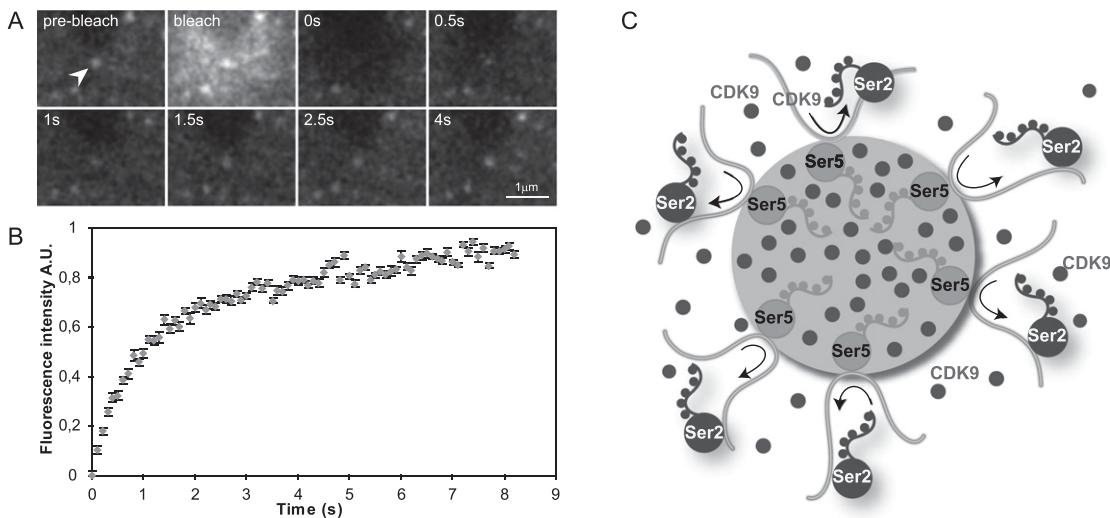 A
pre-bleach
bleach
0s
0.5s
1s
1.5s
2.5s
4s
1µm
B
Fluorescence intensity A.U.
1
0,8
0,6
0,4
0,2
0
0 1 2 3 4 5 6 7 8 9
Time (s)
C
CDK9
CDK9
Ser2
Ser5
Ser2
Ser5
Ser2
Ser5
Ser5
CDK9
Ser2
Ser5
Ser5
CDK9
Ser2
Ser2